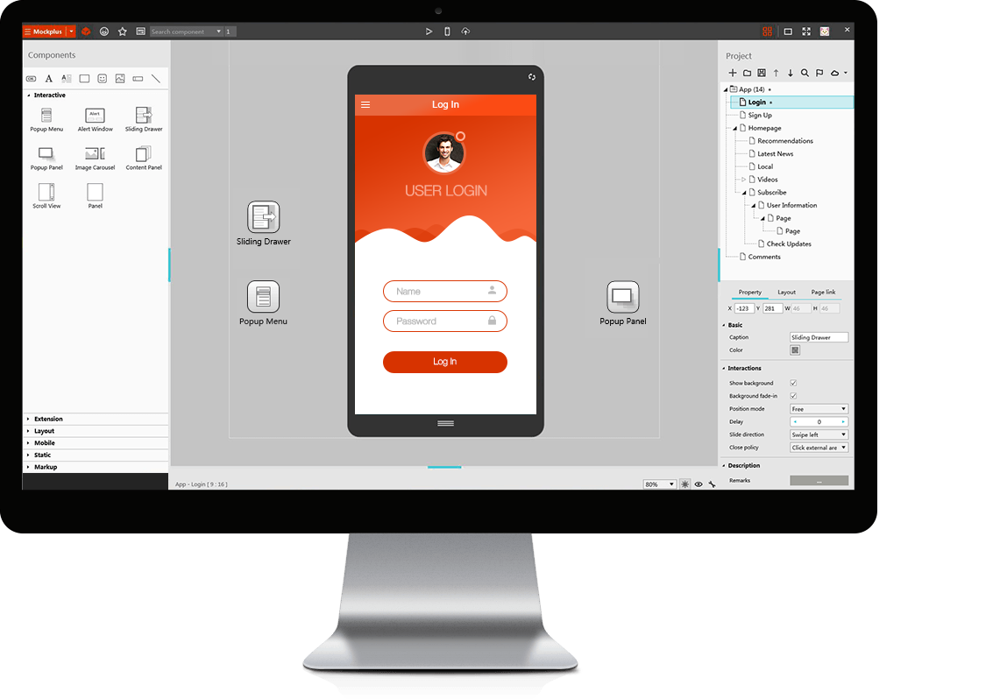 Mockplus
Search component
1
Components
OK
A
A
Interactive
Popup Menu
Alert
Alert Window
Sliding Drawer
Popup Panel
Image Carousel
Content Panel
Scroll View
Panel
Extension
Layout
Mobile
Static
Markup
Sliding Drawer
Popup Menu
Log In
USER LOGIN
Name
Password
Log In
Popup Panel
App - Login [ 9 : 16 ]
80%
Project
App (14)
Login
Sign Up
Homepage
Recommendations
Latest News
Local
Videos
Subscribe
User Information
Page
Page
Check Updates
Comments
Property Layout Page link
X -123 Y 281 W 46 H 46
Basic
Caption Sliding Drawer
Color
Interactions
Show background
Background fade-in
Position mode Free
Delay 0
Slide direction Swipe left
Close policy Click external are
Description
Remarks ...